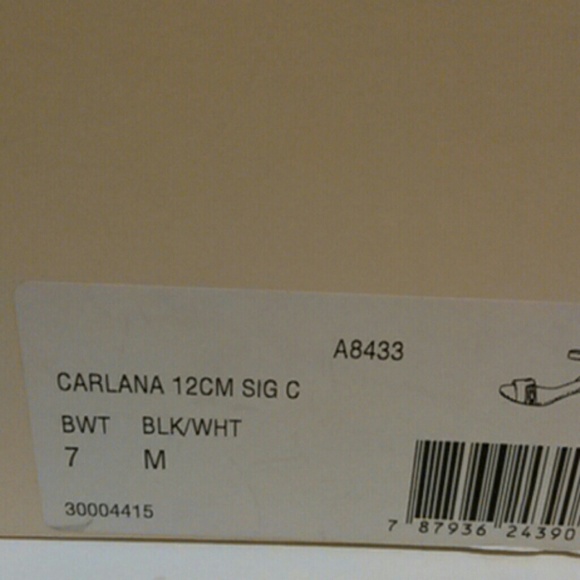 A8433
CARLANA 12CM SIG C
BWT BLK/WHT
7 M
30004415
7 87936 24390